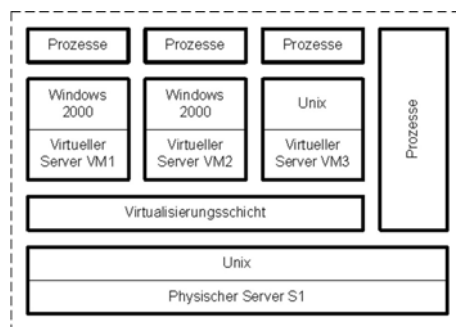 Prozesse
Prozesse
Prozesse
Prozesse
Windows
2000
Virtueller
Server VM1
Windows
2000
Virtueller
Server VM2
Unix
Virtueller
Server VM3
Virtualisierungsschicht
Unix
Physischer Server S1